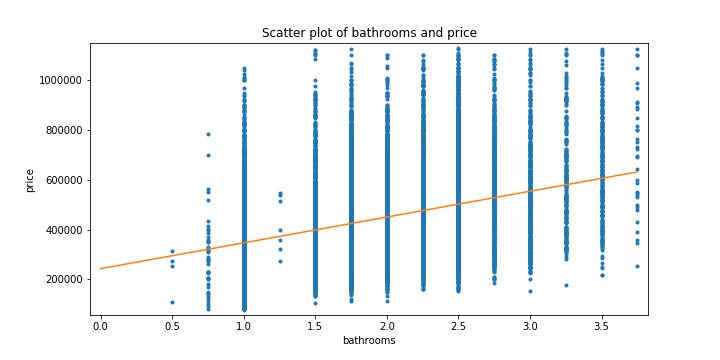 Scatter plot of bathrooms and price
price
1000000
800000
600000
400000
200000
0.0 0.5 1.0 1.5 2.0 2.5 3.0 3.5
bathrooms